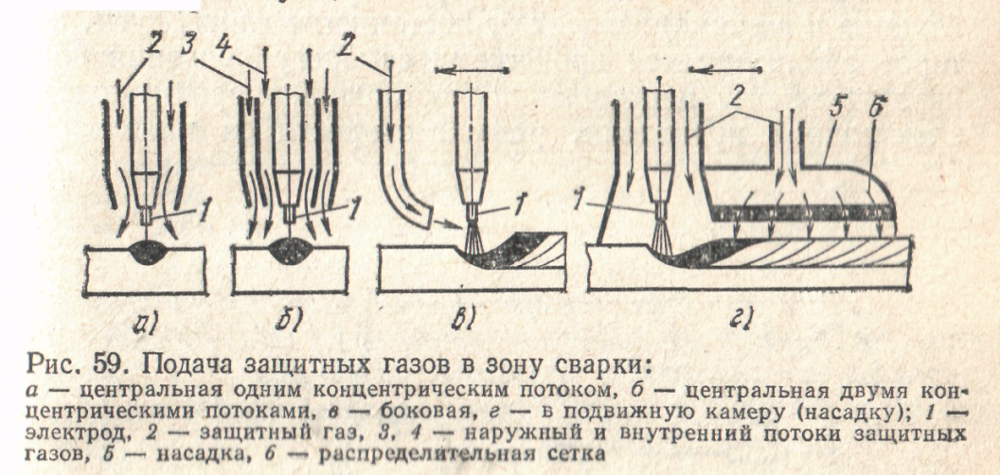 2 3 4 2 2 5 6
1 1 1 1
а) б) в) г)
Рис. 59. Подача защитных газов в зону сварки:
а — центральная одним концентрическим потоком, б — центральная двумя кон-
центрическими потоками, в — боковая, г — в подвижную камеру (насадку); 1 —
электрод, 2 — защитный газ, 3, 4 — наружный и внутренний потоки защитных
газов, 5 — насадка, 6 — распределительная сетка